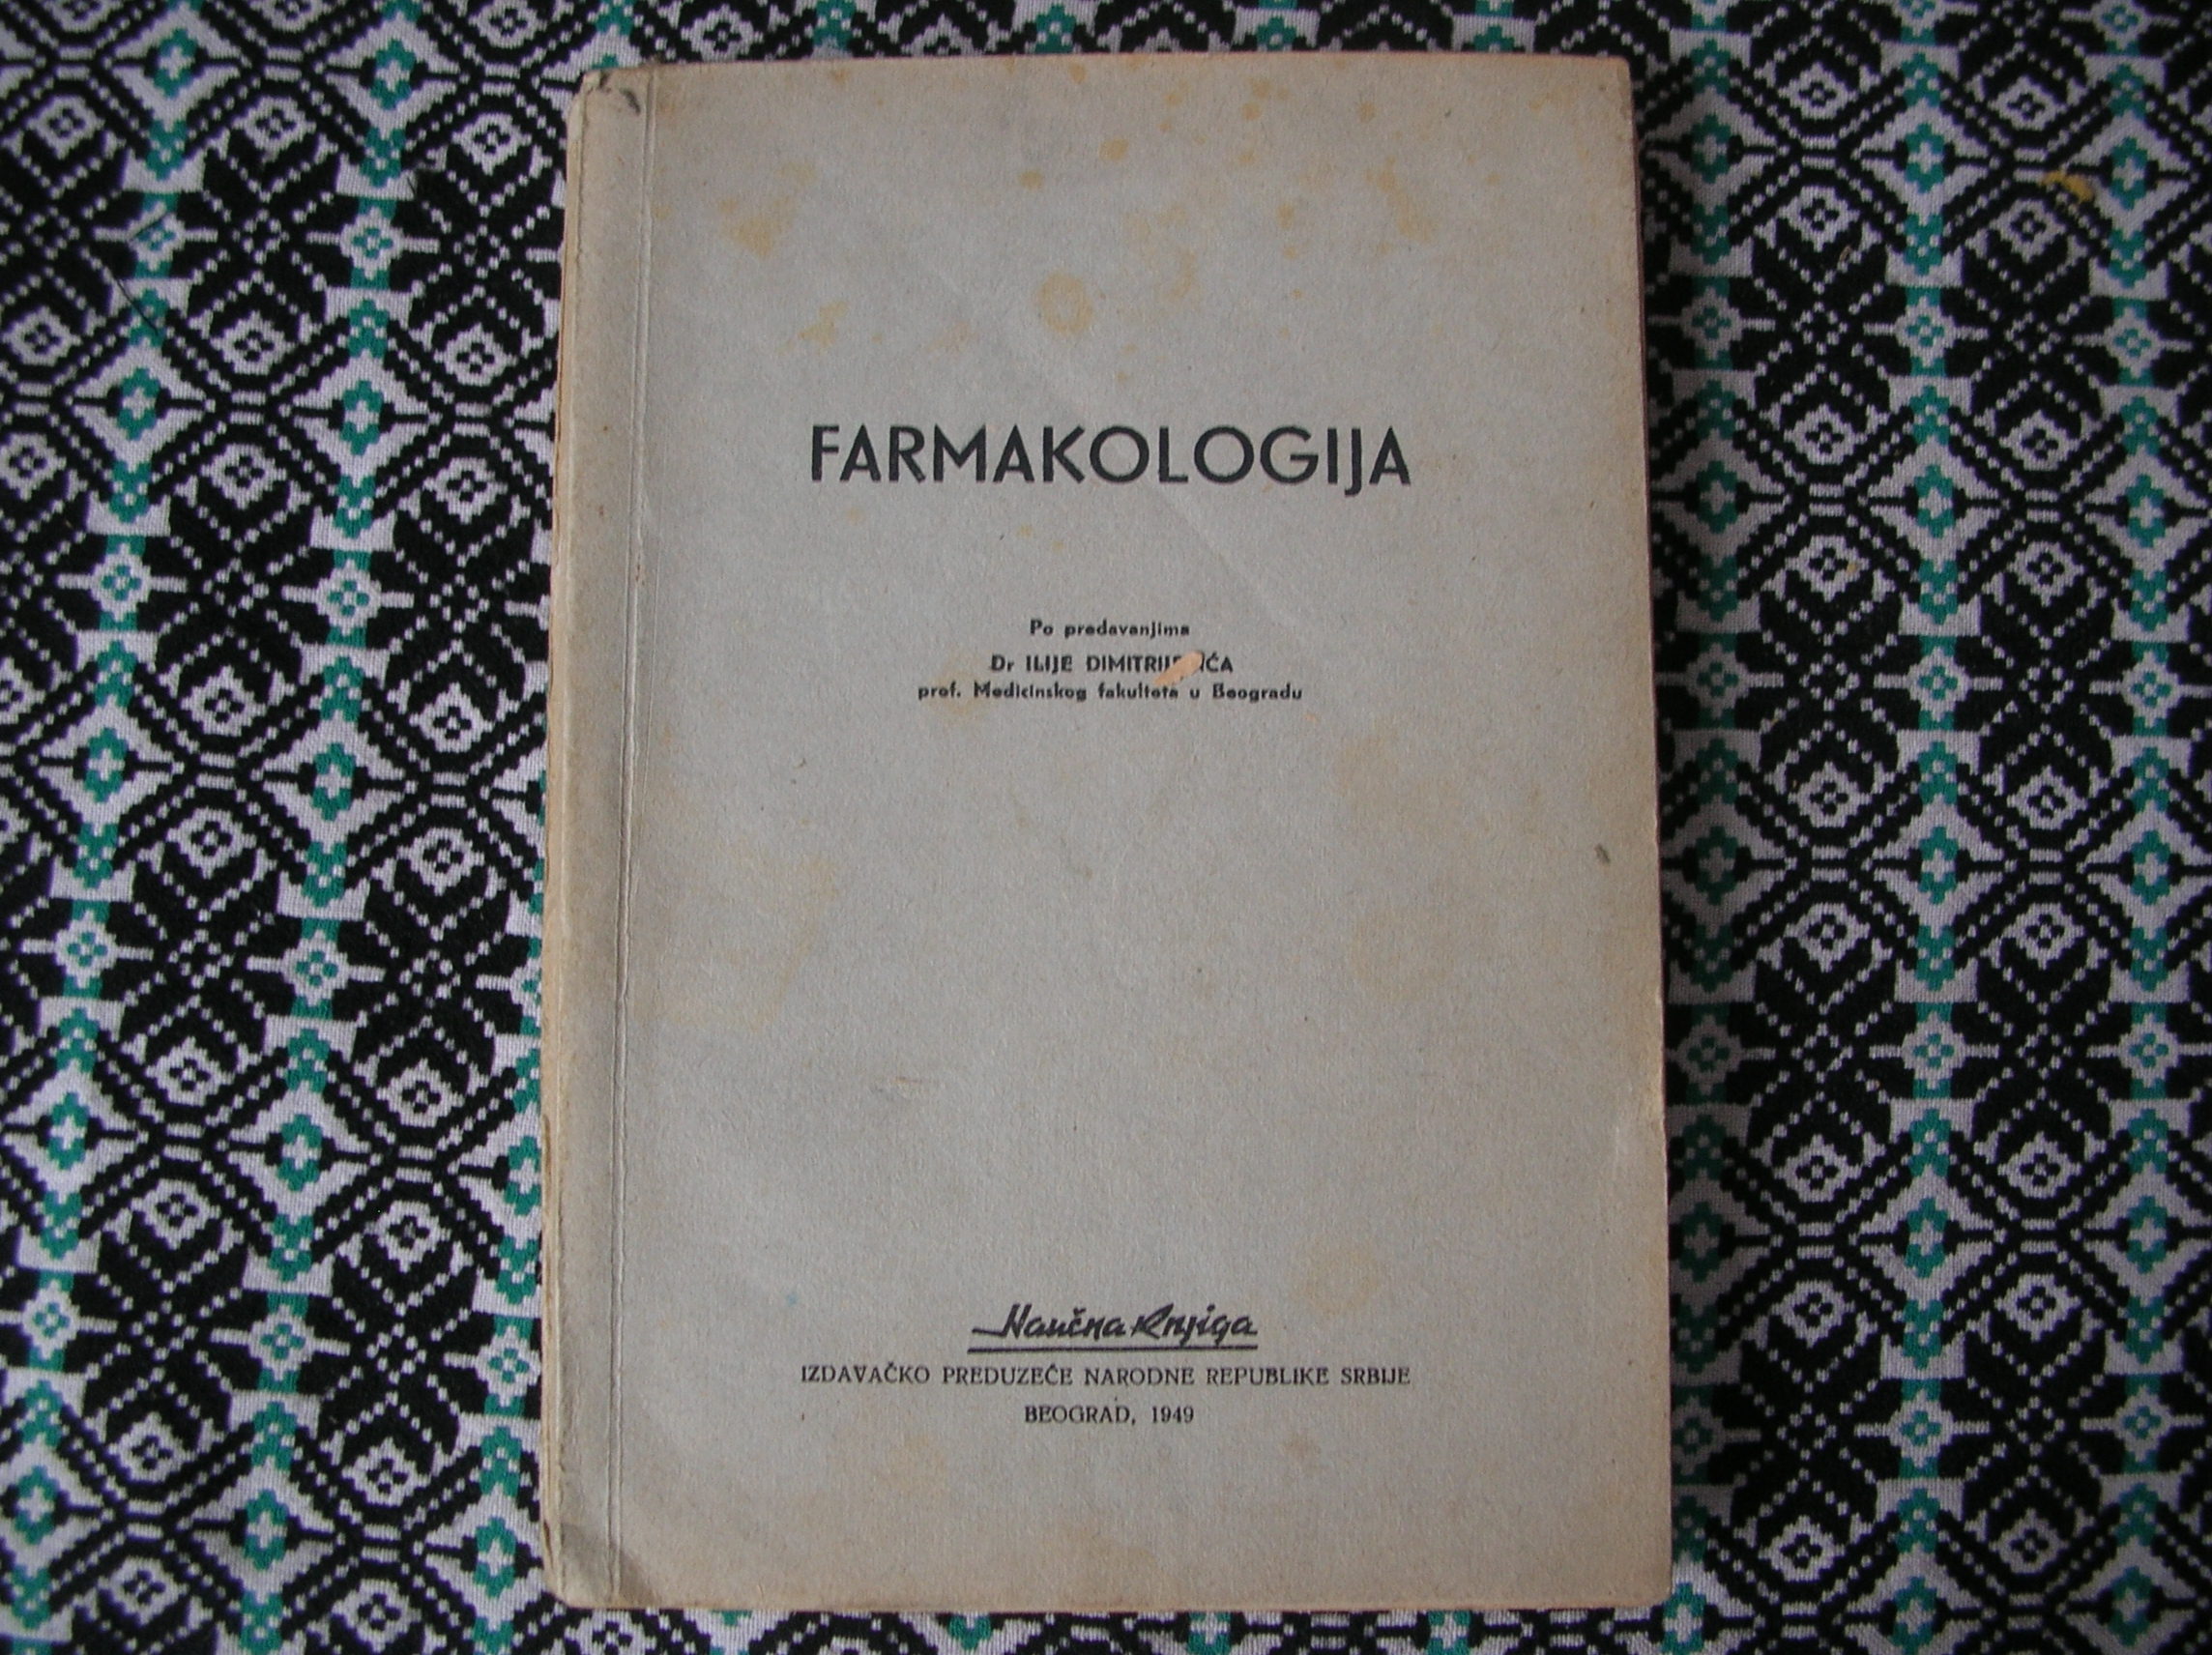 FARMAKOLOGIJA
Po predavanjima
Dr ILIJE
prof. Medicinskog fakulteta u Beogradu
Naučna Knjiga
IZDAVAČKO PREDUZEĆE NARODNE REPUBLIKE SRBIJE
BEOGRAD, 1949